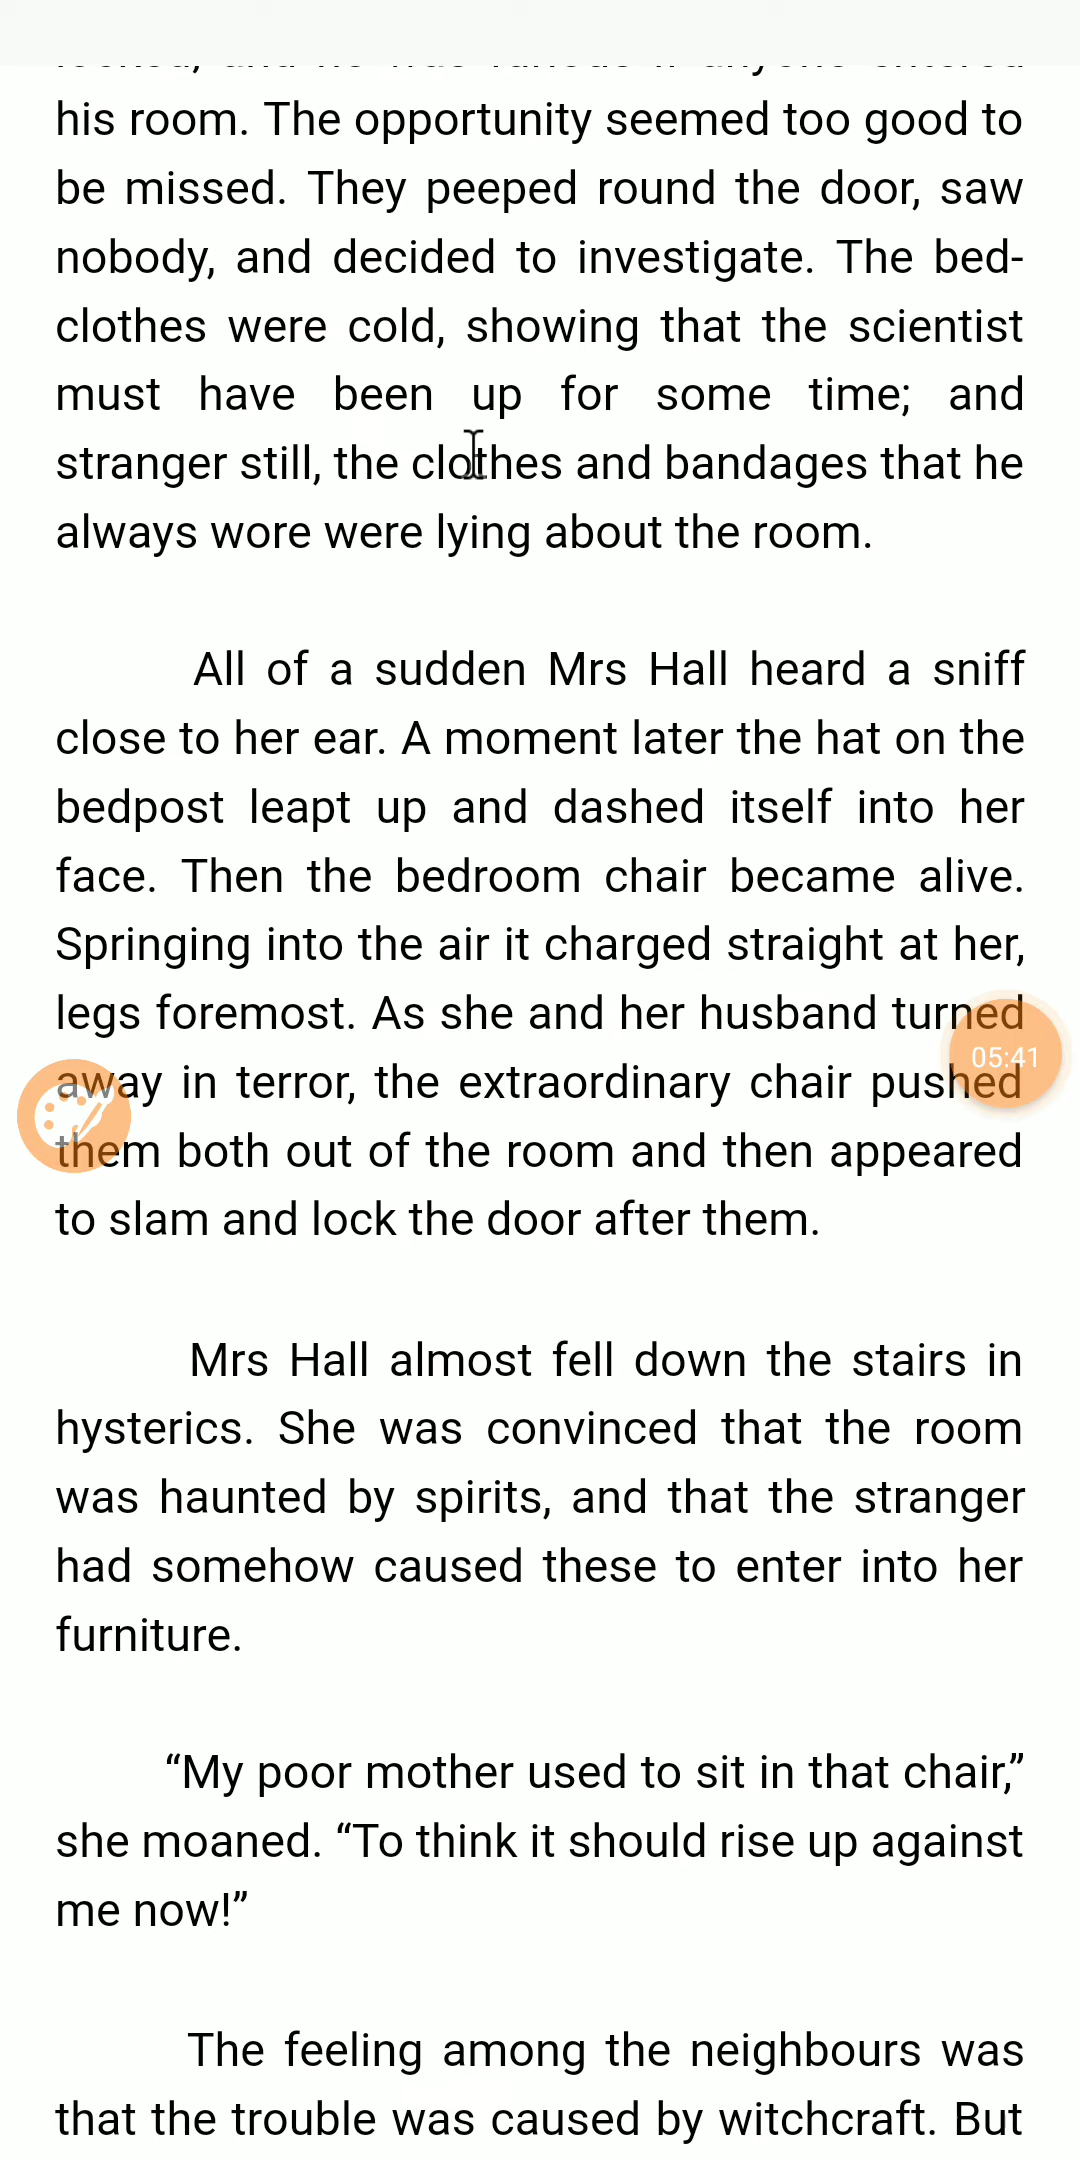 his room. The opportunity seemed too good to
be missed. They peeped round the door, saw
nobody, and decided to investigate. The bed-
clothes were cold, showing that the scientist
must have been up for some time; and
stranger still, the clothes and bandages that he
always wore were lying about the room.
All of a sudden Mrs Hall heard a sniff
close to her ear. A moment later the hat on the
bedpost leapt up and dashed itself into her
face. Then the bedroom chair became alive.
Springing into the air it charged straight at her,
legs foremost. As she and her husband turned
05:41
away in terror, the extraordinary chair pushed
them both out of the room and then appeared
to slam and lock the door after them.
Mrs Hall almost fell down the stairs in
hysterics. She was convinced that the room
was haunted by spirits, and that the stranger
had somehow caused these to enter into her
furniture.
“My poor mother used to sit in that chair,”
she moaned. “To think it should rise up against
me now!”
The feeling among the neighbours was
that the trouble was caused by witchcraft. But